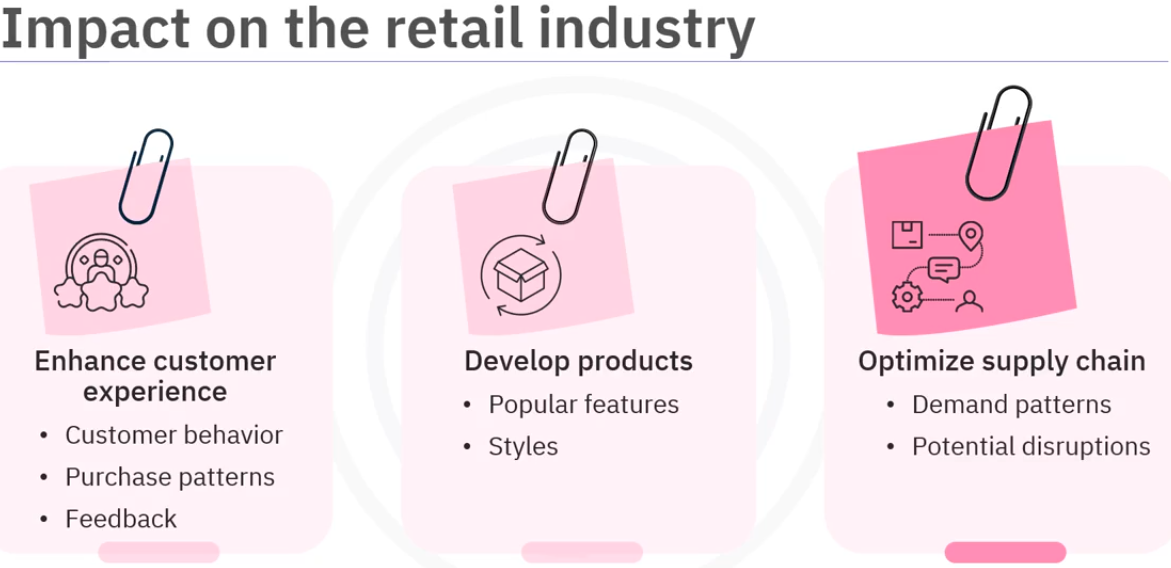 Impact on the retail industry
Enhance customer
experience
• Customer behavior
• Purchase patterns
• Feedback
Develop products
• Popular features
• Styles
Optimize supply chain
• Demand patterns
• Potential disruptions